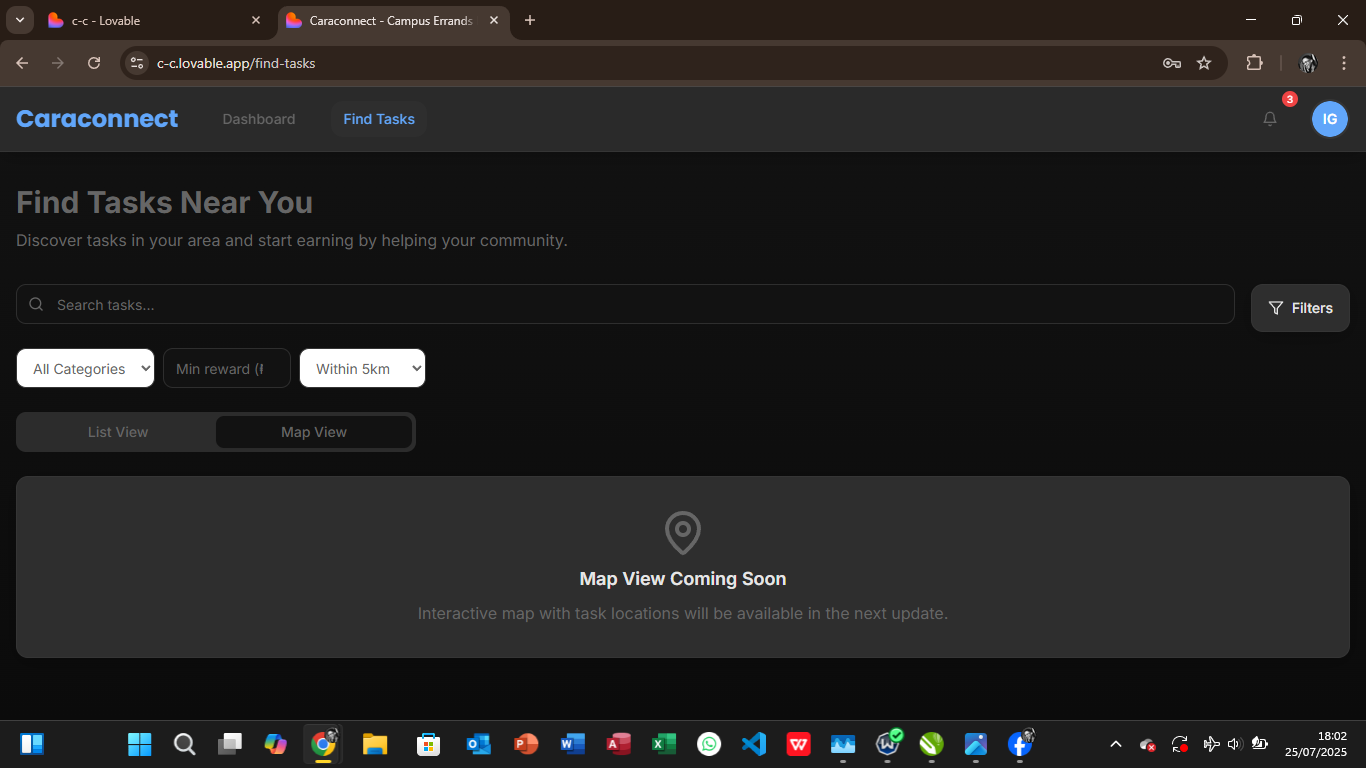 c-c - Lovable
Caraconnect - Campus Errands
c-c.lovable.app/find-tasks
Caraconnect
Dashboard
Find Tasks
3
IG
Find Tasks Near You
Discover tasks in your area and start earning by helping your community.
Search tasks...
Filters
All Categories
Min reward (
Within 5km
List View
Map View
Map View Coming Soon
Interactive map with task locations will be available in the next update.
18:02
25/07/2025